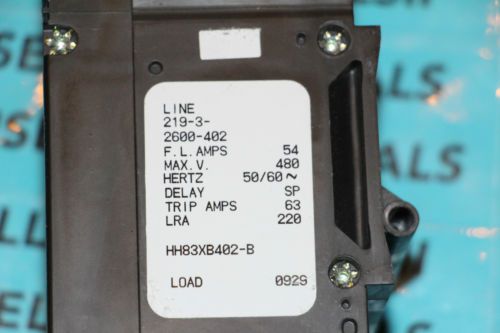 LINE
219-3-
2600-402
F.L.AMPS 54
MAX.V. 480
HERTZ 50/60~
DELAY SP
TRIP AMPS 63
LRA 220
HH83XB402-B
LOAD 092S